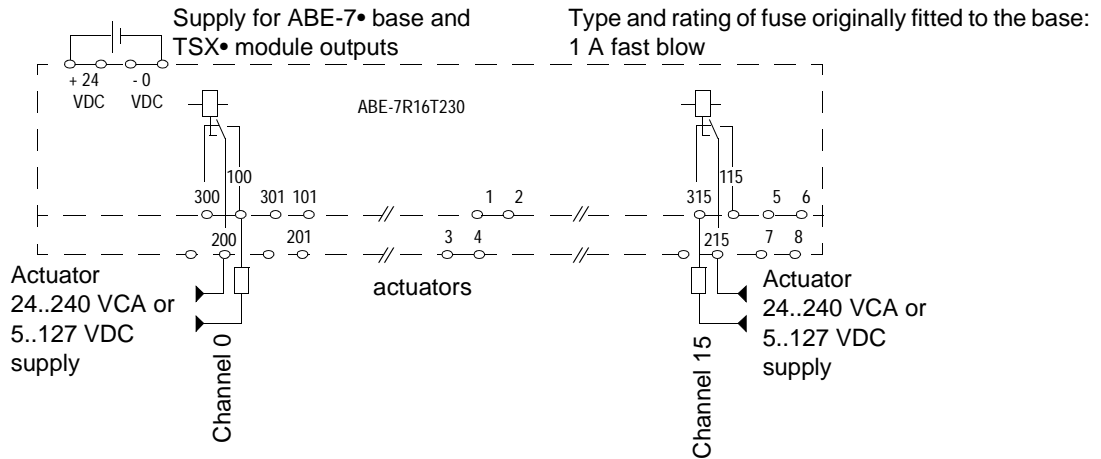 Supply for ABE-7• base and
TSX• module outputs
Type and rating of fuse originally fitted to the base:
1 A fast blow
+ 24
VDC
- 0
VDC
ABE-7R16T230
100
115
300
301
101
1
2
315
5
6
200
201
3
4
215
7
8
Actuator
24..240 VCA or
5..127 VDC
supply
actuators
Actuator
24..240 VCA or
5..127 VDC
supply
Channel 0
Channel 15